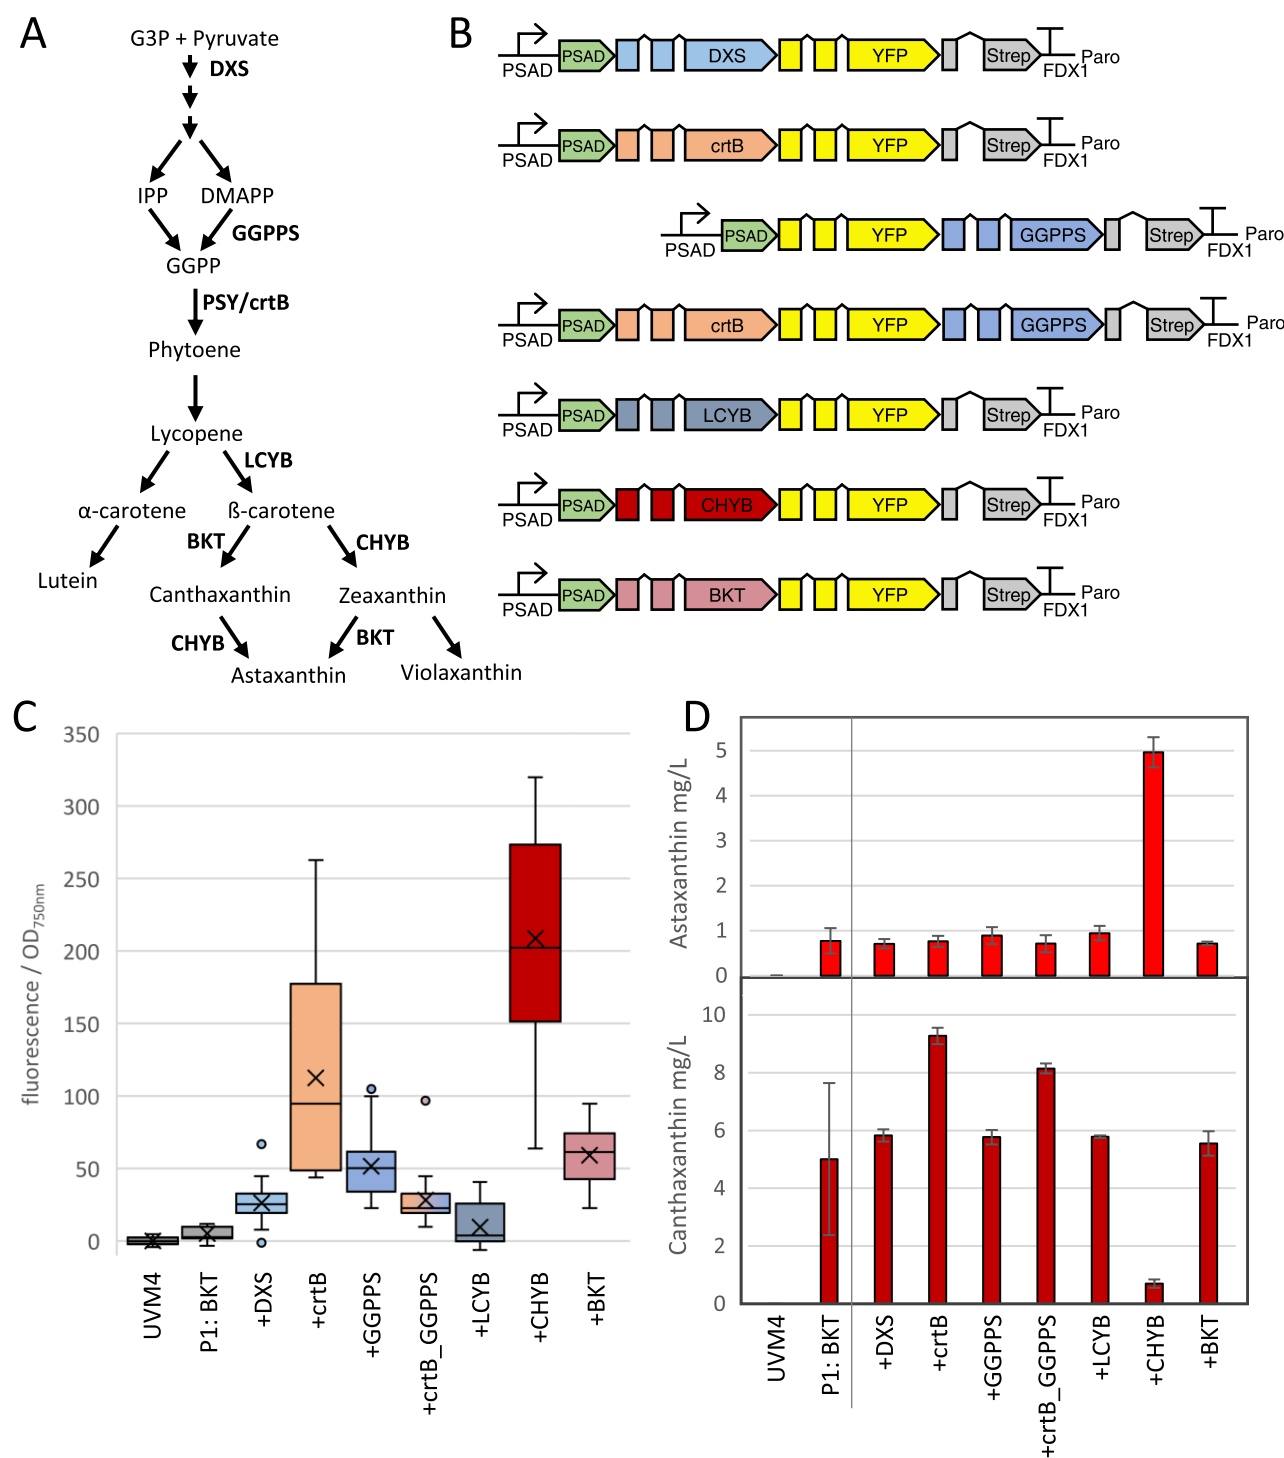 A
G3P + Pyruvate
DXS
IPP DMAPP
GGPPS
GGPP
PSY/crtB
Phytoene
Lycopene
LCYB
α-carotene ß-carotene
BKT CHYB
Lutein
Canthaxanthin Zeaxanthin
CHYB BKT
Astaxanthin Violaxanthin
B
PSAD PSAD DXS YFP Strep FDX1 Paro
PSAD PSAD crtB YFP Strep FDX1 Paro
PSAD PSAD YFP GGPPS Strep FDX1 Paro
PSAD PSAD crtB YFP GGPPS Strep FDX1 Paro
PSAD PSAD LCYB YFP Strep FDX1 Paro
PSAD PSAD CHYB YFP Strep FDX1 Paro
PSAD PSAD BKT YFP Strep FDX1 Paro
C
fluorescence / OD750nm
350
300
250
200
150
100
50
0
UVM4
P1: BKT
+DXS
+crtB
+GGPPS
+crtB_GGPPS
+LCYB
+CHYB
+BKT
D
Astaxanthin mg/L
5
4
3
2
1
0
Canthaxanthin mg/L
10
8
6
4
2
0
UVM4
P1: BKT
+DXS
+crtB
+GGPPS
+crtB_GGPPS
+LCYB
+CHYB
+BKT